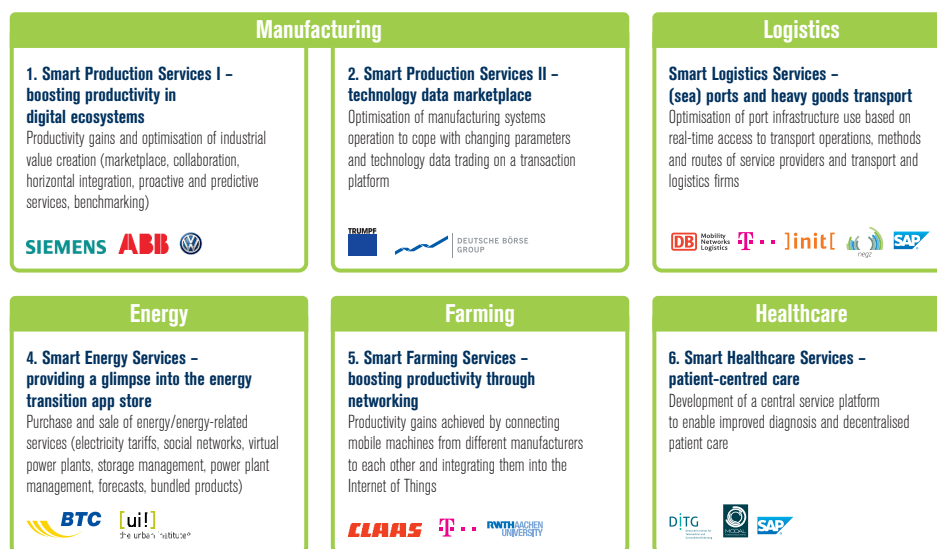 Manufacturing
Logistics
1. Smart Production Services I –
boosting productivity in
digital ecosystems
Productivity gains and optimisation of industrial
value creation (marketplace, collaboration,
horizontal integration, proactive and predictive
services, benchmarking)
SIEMENS ABB
2. Smart Production Services II –
technology data marketplace
Optimisation of manufacturing systems
operation to cope with changing parameters
and technology data trading on a transaction
platform
TRUMPF
DEUTSCHE BÖRSE
GROUP
Smart Logistics Services –
(sea) ports and heavy goods transport
Optimisation of port infrastructure use based on
real-time access to transport operations, methods
and routes of service providers and transport and
logistics firms
DB
Mobility
Networks
Logistics
T
]init[
negz
SAP
Energy
Farming
Healthcare
4. Smart Energy Services –
providing a glimpse into the energy
transition app store
Purchase and sale of energy/energy-related
services (electricity tariffs, social networks, virtual
power plants, storage management, power plant
management, forecasts, bundled products)
BTC
[ui!]
the urban institute®
5. Smart Farming Services –
boosting productivity through
networking
Productivity gains achieved by connecting
mobile machines from different manufacturers
to each other and integrating them into the
Internet of Things
CLAAS
T
RWTH AACHEN
UNIVERSITY
6. Smart Healthcare Services –
patient-centred care
Development of a central service platform
to enable improved diagnosis and decentralised
patient care
DiTG
MODAL
SAP